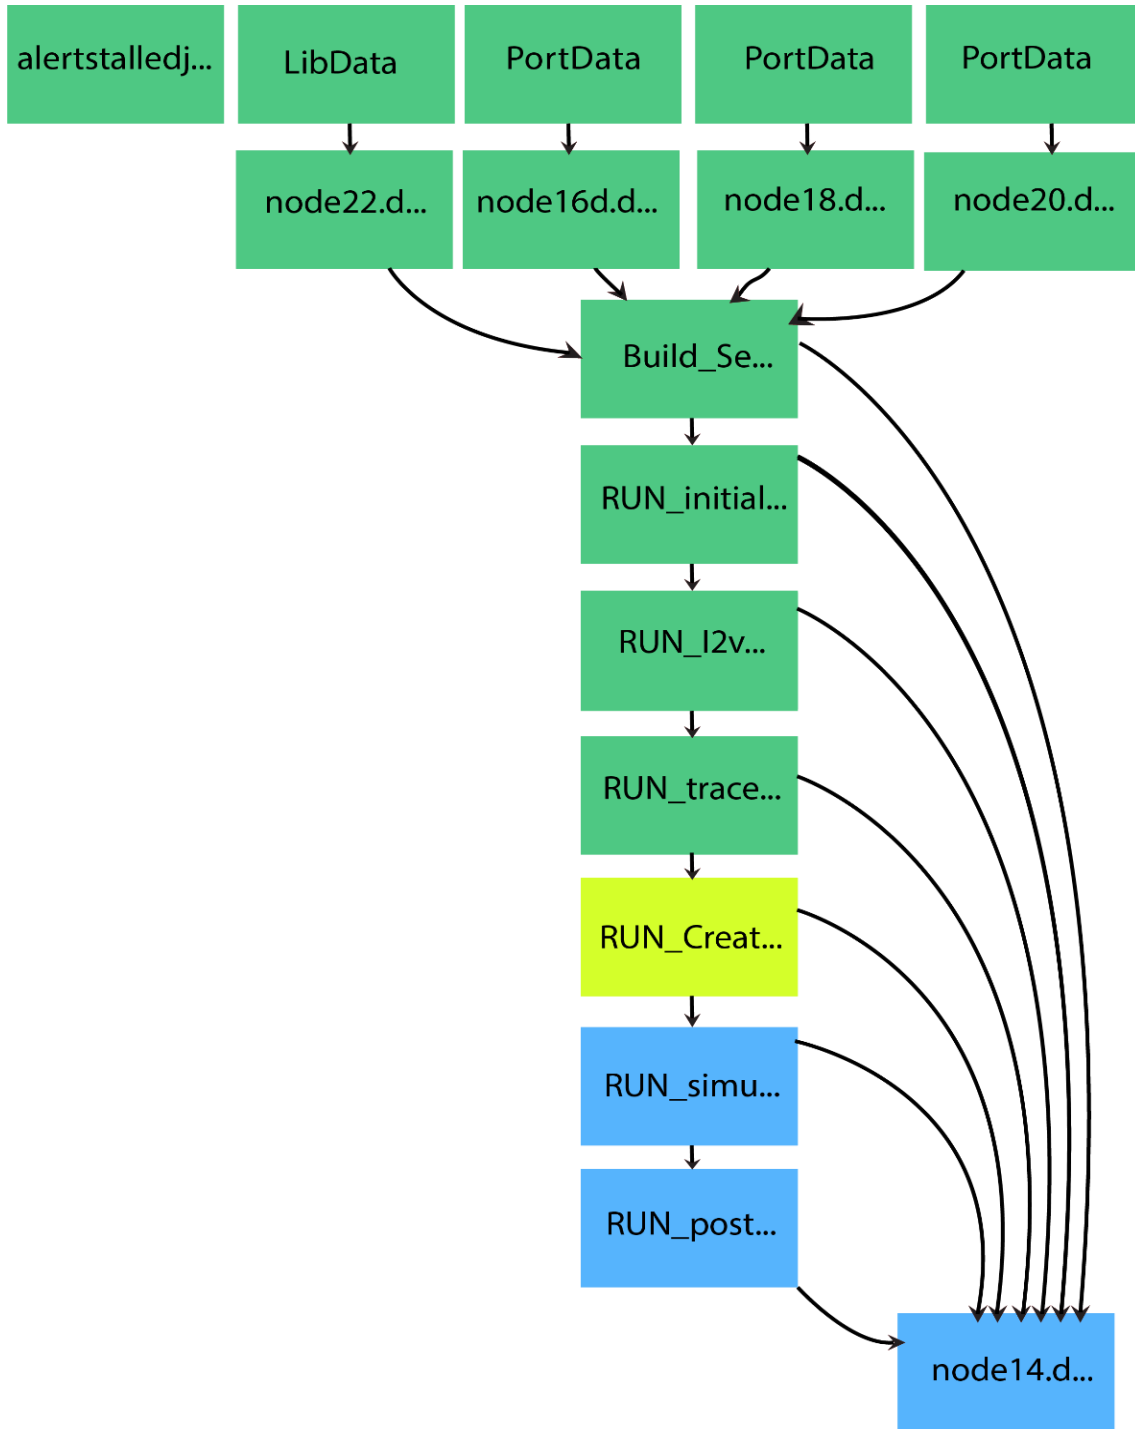 alertstalledj...
LibData
PortData
PortData
PortData
node22.d...
node16d.d...
node18.d...
node20.d...
Build_Se...
RUN_initial...
RUN_I2v...
RUN_trace...
RUN_Creat...
RUN_simu...
RUN_post...
node14.d...